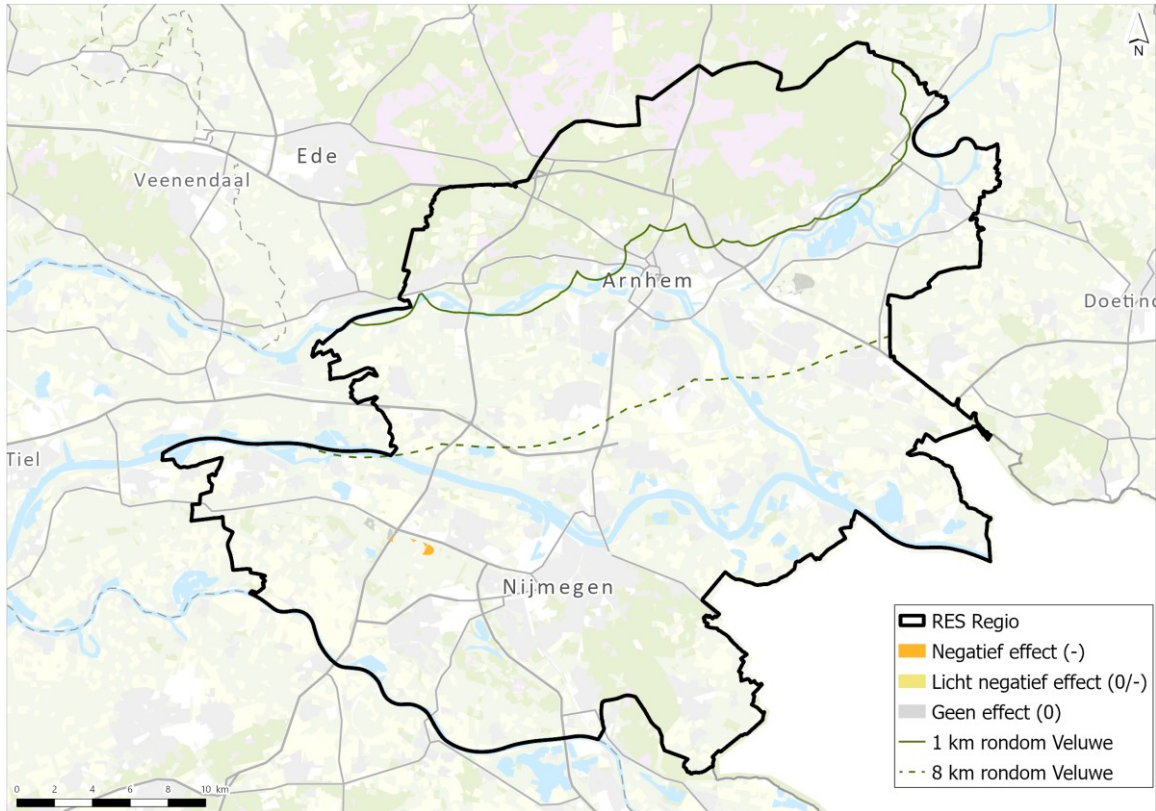 N
Ede
Veenendaal
Arnhem
Doetinc
Tiel
Nijmegen
RES Regio
Negatief effect (-)
Licht negatief effect (0/-)
Geen effect (0)
1 km rondom Veluwe
8 km rondom Veluwe
0 2 4 6 8 10 km